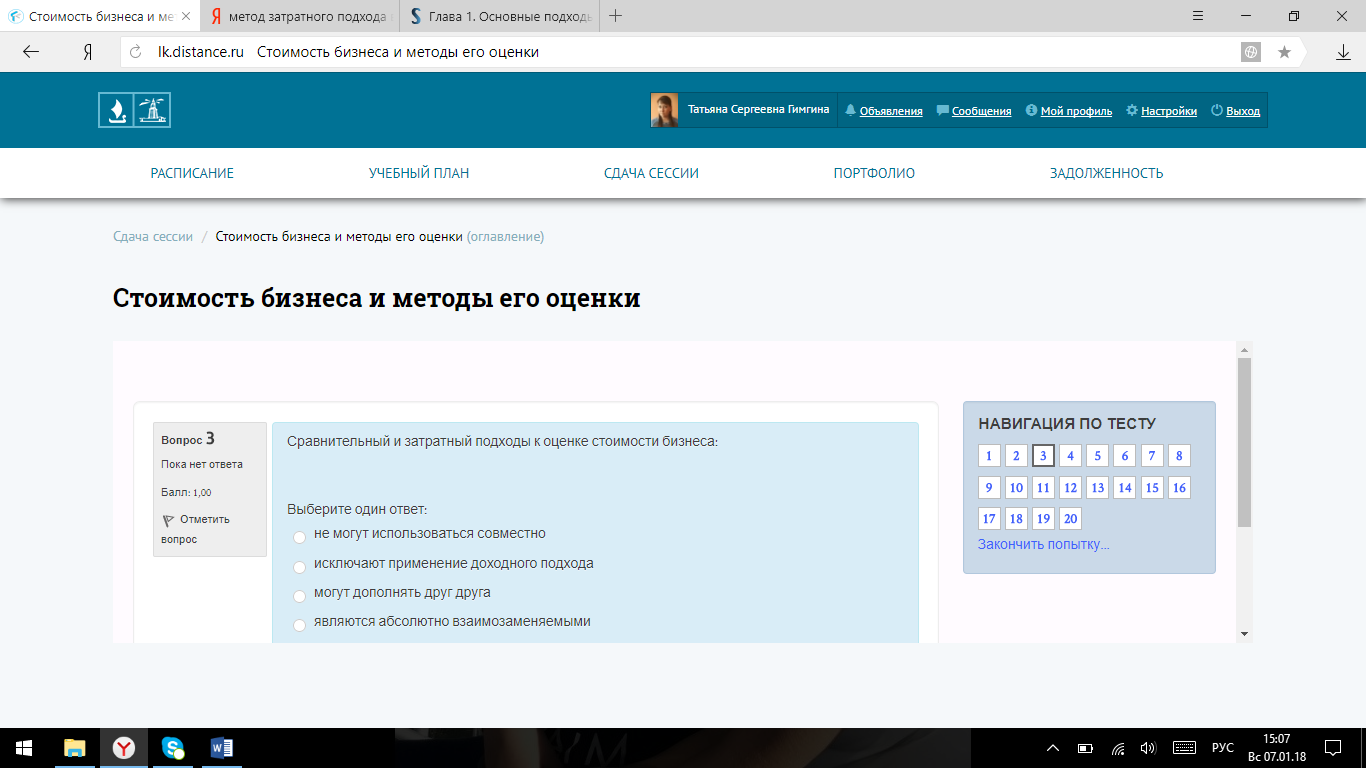 Стоимость бизнеса и ме
метод затратного подхода
Глава 1. Основные подходы
lk.distance.ru Стоимость бизнеса и методы его оценки
Татьяна Сергеевна Гимгина
Объявления Сообщения Мой профиль Настройки Выход
РАСПИСАНИЕ УЧЕБНЫЙ ПЛАН СДАЧА СЕССИИ ПОРТФОЛИО ЗАДОЛЖЕННОСТЬ
Сдача сессии / Стоимость бизнеса и методы его оценки (оглавление)
Стоимость бизнеса и методы его оценки
Вопрос 3
Пока нет ответа
Балл: 1,00
Отметить
вопрос
Сравнительный и затратный подходы к оценке стоимости бизнеса:
Выберите один ответ:
не могут использоваться совместно
исключают применение доходного подхода
могут дополнять друг друга
являются абсолютно взаимозаменяемыми
НАВИГАЦИЯ ПО ТЕСТУ
1 2 3 4 5 6 7 8
9 10 11 12 13 14 15 16
17 18 19 20
Закончить попытку...
РУС
15:07
Вс 07.01.18